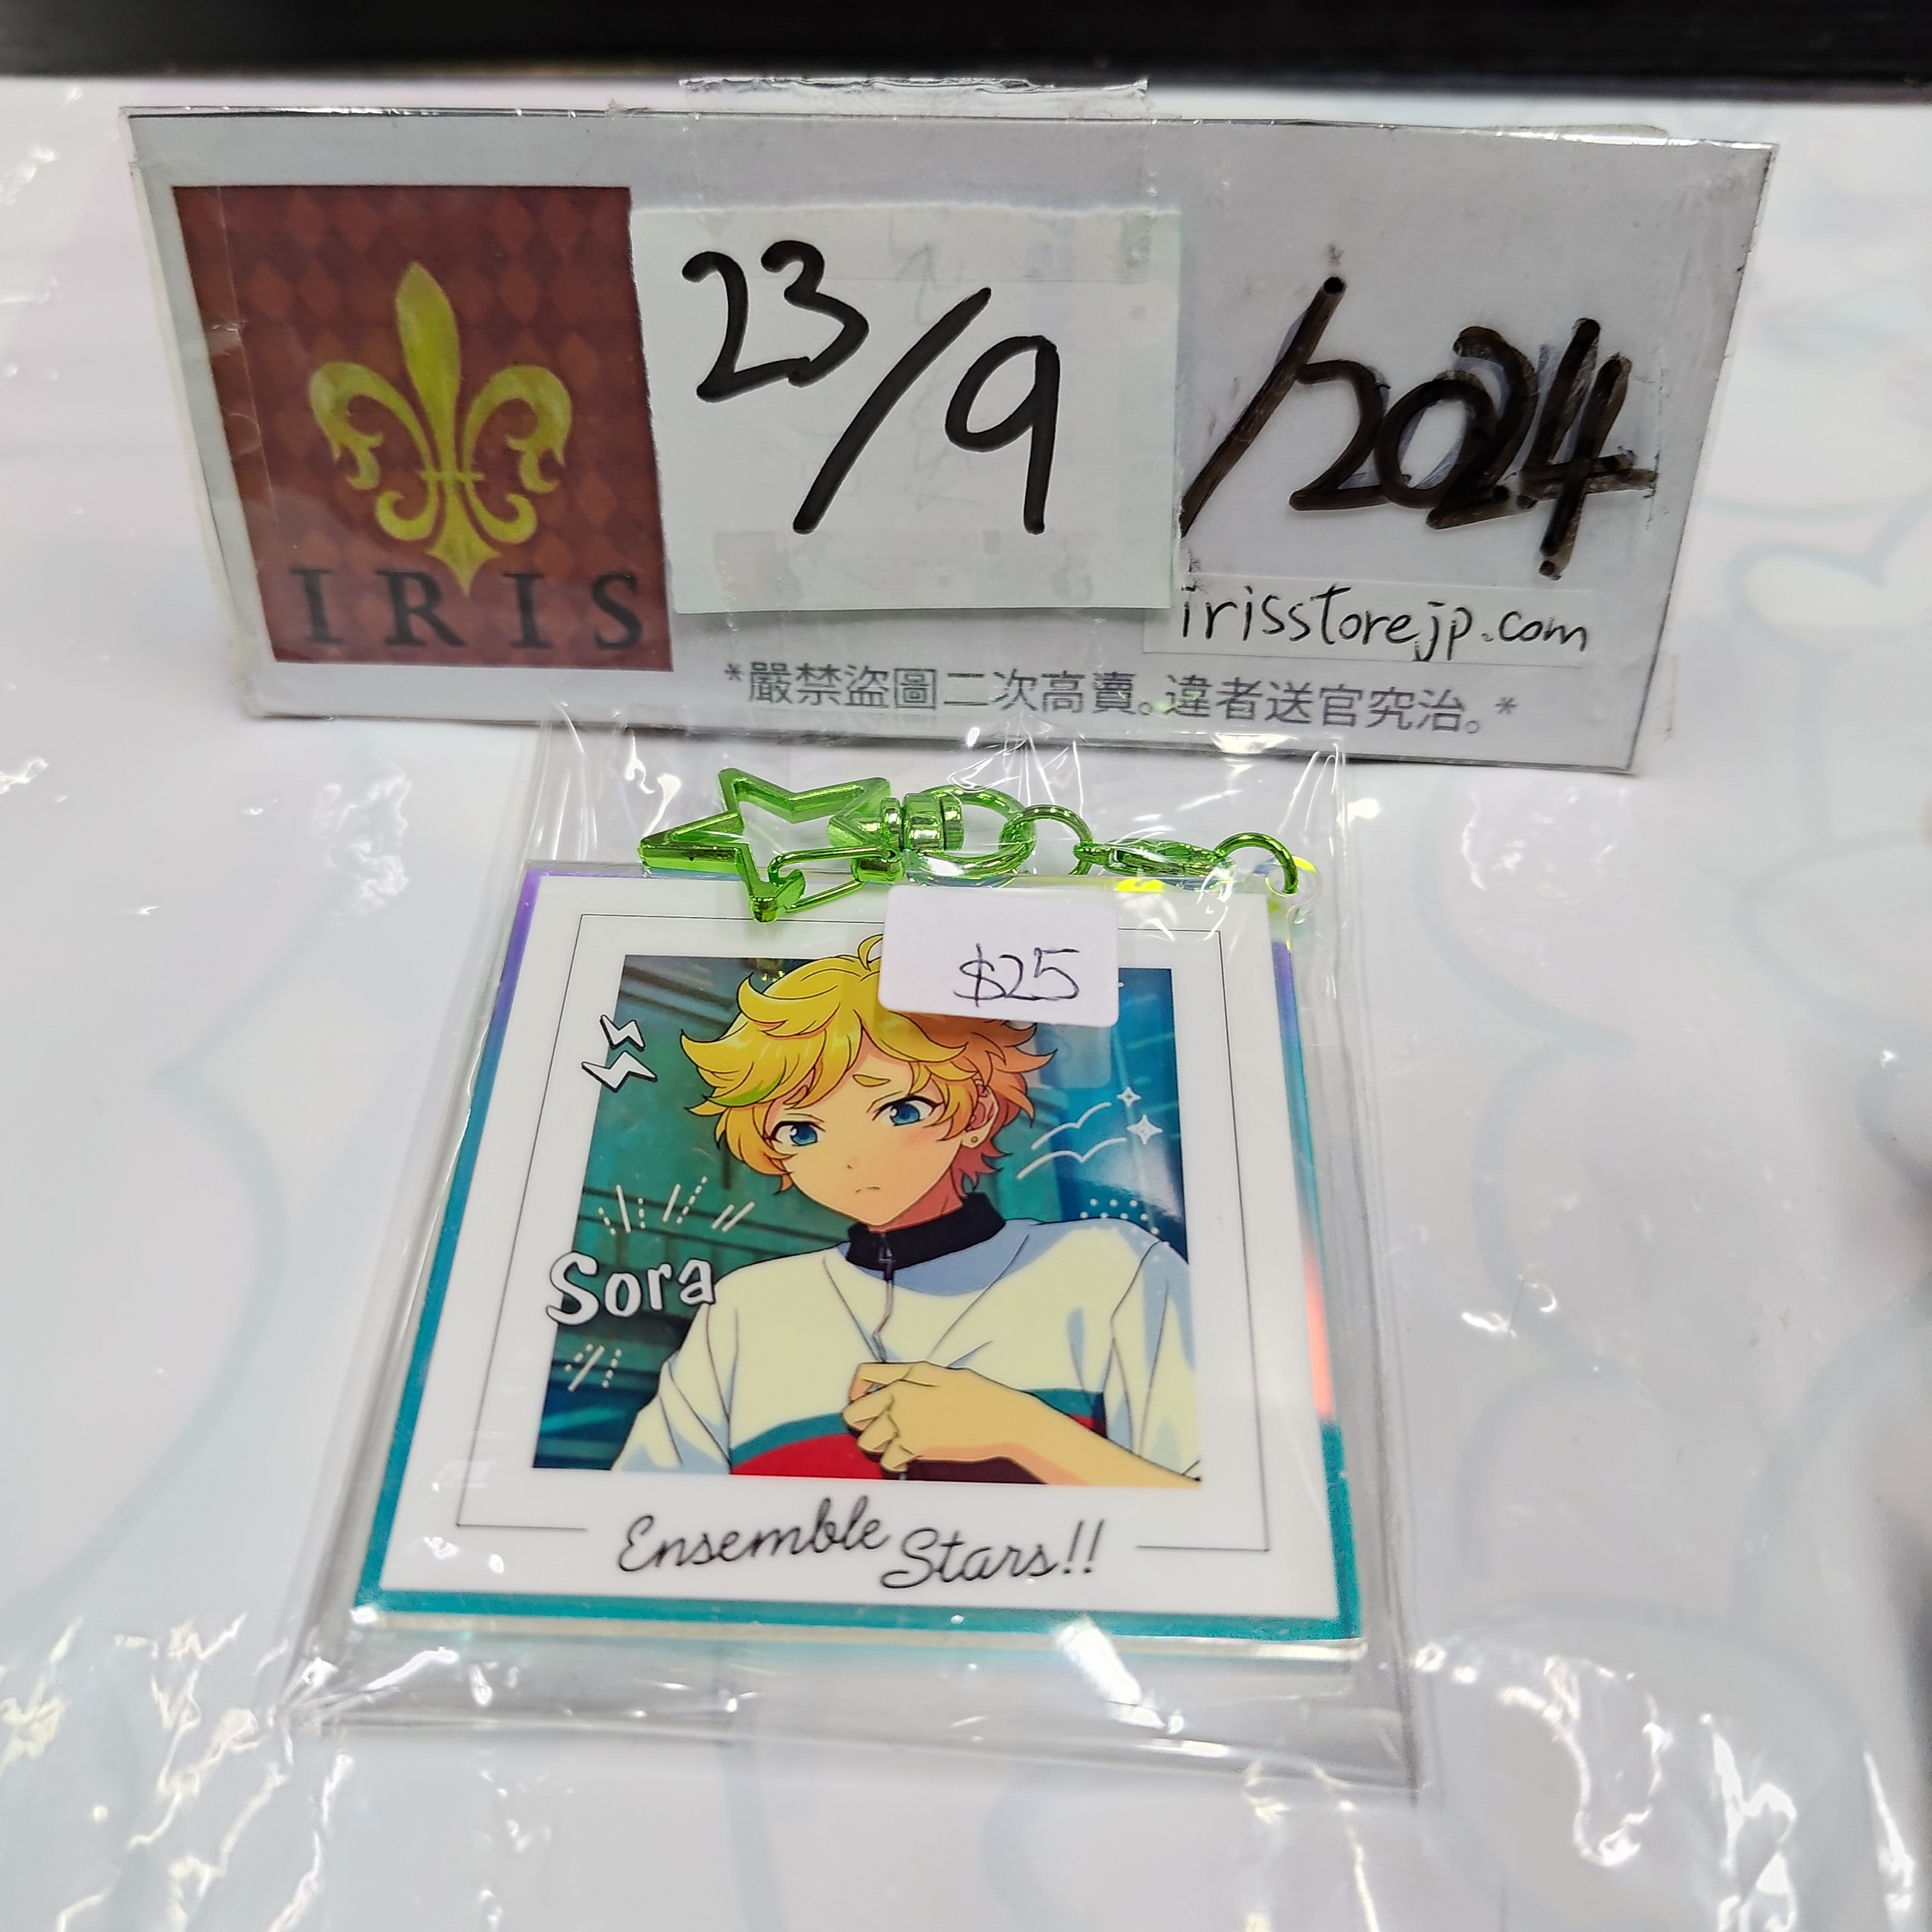 23/9/2024
IRIS
irisstorejp.com
*嚴禁盜圖二次高賣。違者送官究治。*
$25
Sora
Ensemble Stars!!